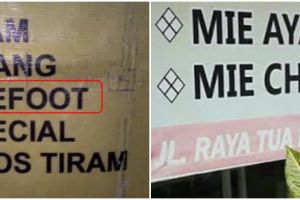 AM
ANG
EFOOT
ECIAL
OS TIRAM
MIE AYA
MIE CH
JL. RAYA TUA